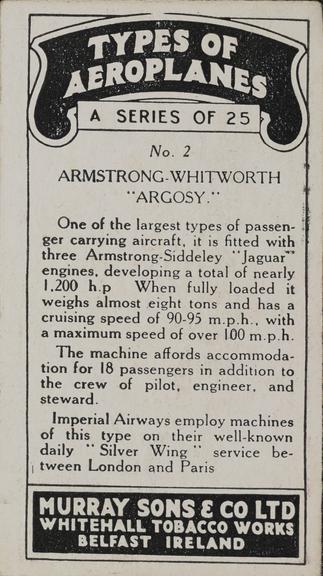 TYPES OF
AEROPLANES
A SERIES OF 25
No. 2
ARMSTRONG-WHITWORTH
"ARGOSY."
One of the largest types of passen-
ger carrying aircraft, it is fitted with
three Armstrong-Siddeley "Jaguar"
engines, developing a total of nearly
1,200 h.p When fully loaded it
weighs almost eight tons and has a
cruising speed of 90-95 m.p.h., with
a maximum speed of over 100 m.p.h.
The machine affords accommoda-
tion for 18 passengers in addition to
the crew of pilot, engineer, and
steward.
Imperial Airways employ machines
of this type on their well-known
daily "Silver Wing" service be-
tween London and Paris
MURRAY SONS & CO LTD
WHITEHALL TOBACCO WORKS
BELFAST IRELAND